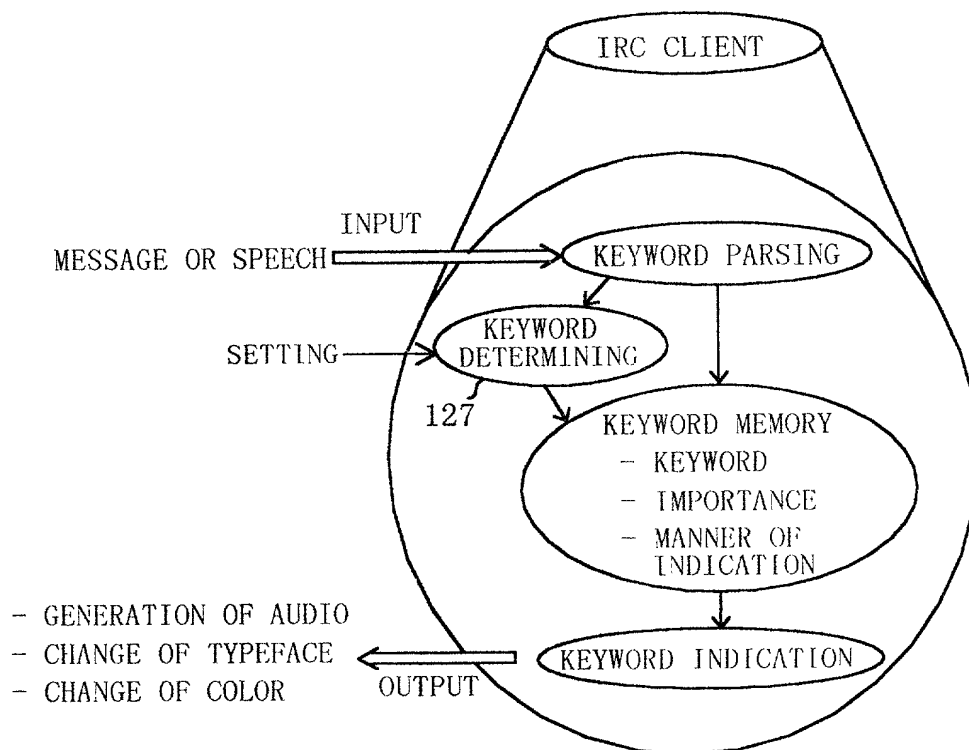 IRC CLIENT
INPUT
MESSAGE OR SPEECH
KEYWORD PARSING
KEYWORD
DETERMINING
SETTING
127
KEYWORD MEMORY
- KEYWORD
- IMPORTANCE
- MANNER OF
INDICATION
- GENERATION OF AUDIO
- CHANGE OF TYPEFACE
- CHANGE OF COLOR
OUTPUT
KEYWORD INDICATION